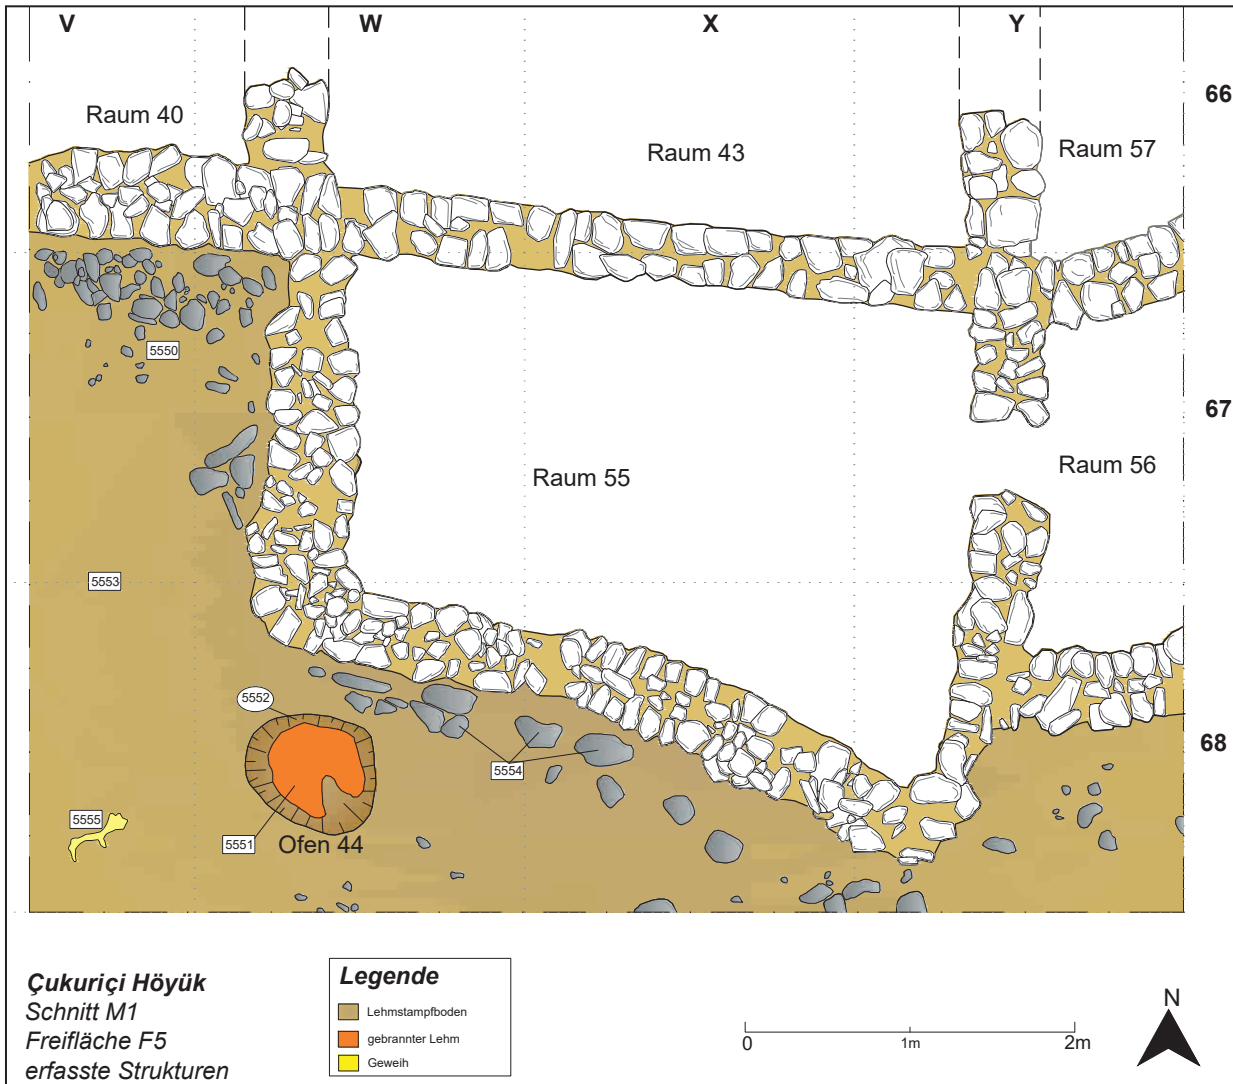 V W X Y
66
Raum 40
Raum 43
Raum 57
5550
67
Raum 55
Raum 56
5553
5552
68
5554
5555
5551
Ofen 44
Çukuriçi Höyük
Schnitt M1
Freifläche F5
erfasste Strukturen
Legende
Lehmstampfboden
gebrannter Lehm
Geweih
0 1m 2m
N